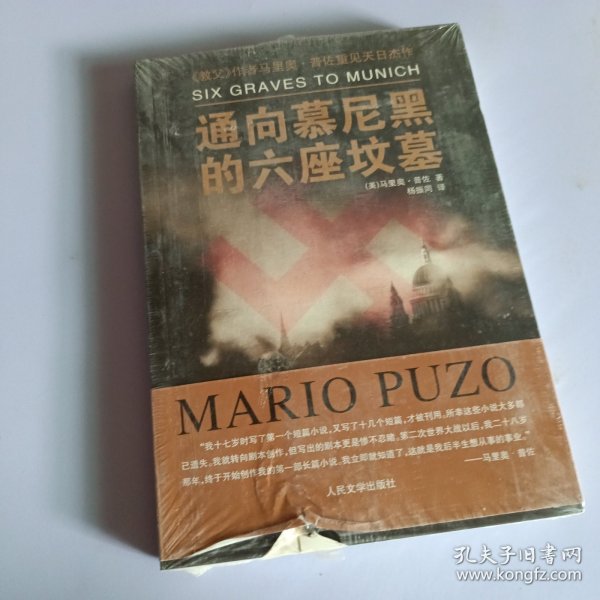 《教父》作者马里奥·普佐重见天日杰作
SIX GRAVES TO MUNICH
通向慕尼黑
的六座坟墓
(美)马里奥·普佐 著
杨振同 译
MARIO PUZO
“我十七岁时写了第一个短篇小说，又写了十几个短篇，才被刊用。所幸这些小说大多都
已遗失。我就转向剧本创作，但写出的剧本更是惨不忍睹。第二次世界大战以后，我二十八岁
那年，终于开始创作我的第一部长篇小说。我立即就知道了，这就是我后半生想从事的事业。”
——马里奥·普佐
人民文学出版社
孔夫子旧书网
www.kongfz.com